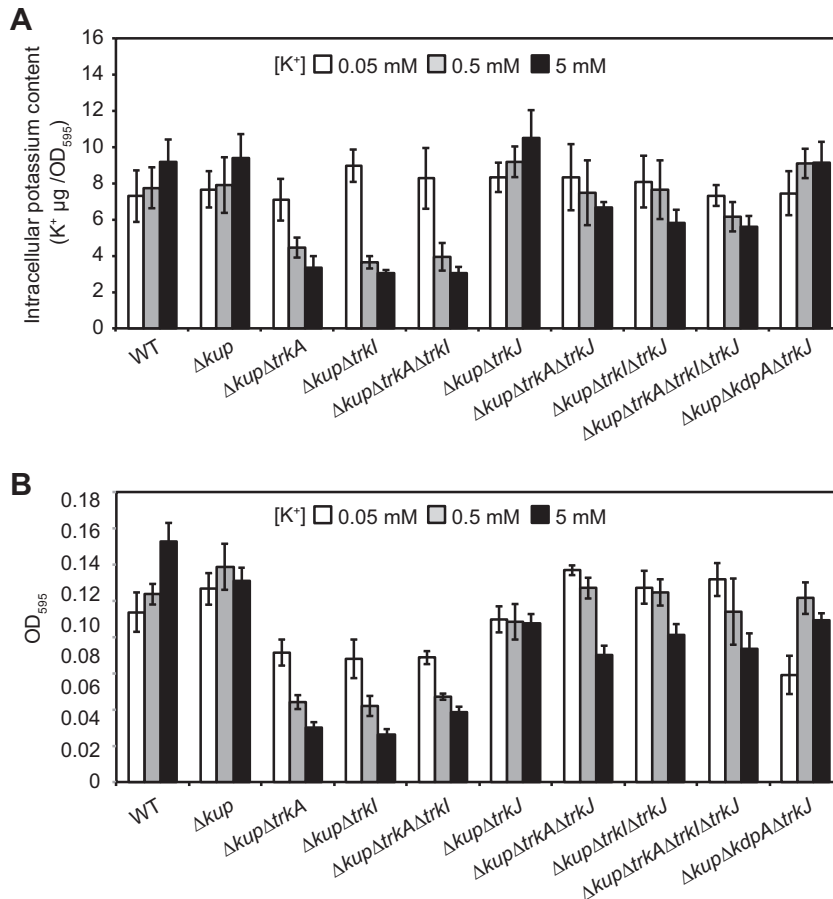 A
16
14
12
10
8
6
4
2
0
Intracellular potassium content
(K⁺ µg /OD₅₉₅)
[K⁺] 0.05 mM 0.5 mM 5 mM
WT
Δkup
ΔkupΔtrkA
ΔkupΔtrkI
ΔkupΔtrkAΔtrkI
ΔkupΔtrkJ
ΔkupΔtrkAΔtrkJ
ΔkupΔtrkIΔtrkJ
ΔkupΔtrkAΔtrkIΔtrkJ
ΔkupΔkdpAΔtrkJ
B
0.18
0.16
0.14
0.12
0.10
0.08
0.06
0.04
0.02
0
OD₅₉₅
[K⁺] 0.05 mM 0.5 mM 5 mM
WT
Δkup
ΔkupΔtrkA
ΔkupΔtrkI
ΔkupΔtrkAΔtrkI
ΔkupΔtrkJ
ΔkupΔtrkAΔtrkJ
ΔkupΔtrkIΔtrkJ
ΔkupΔtrkAΔtrkIΔtrkJ
ΔkupΔkdpAΔtrkJ